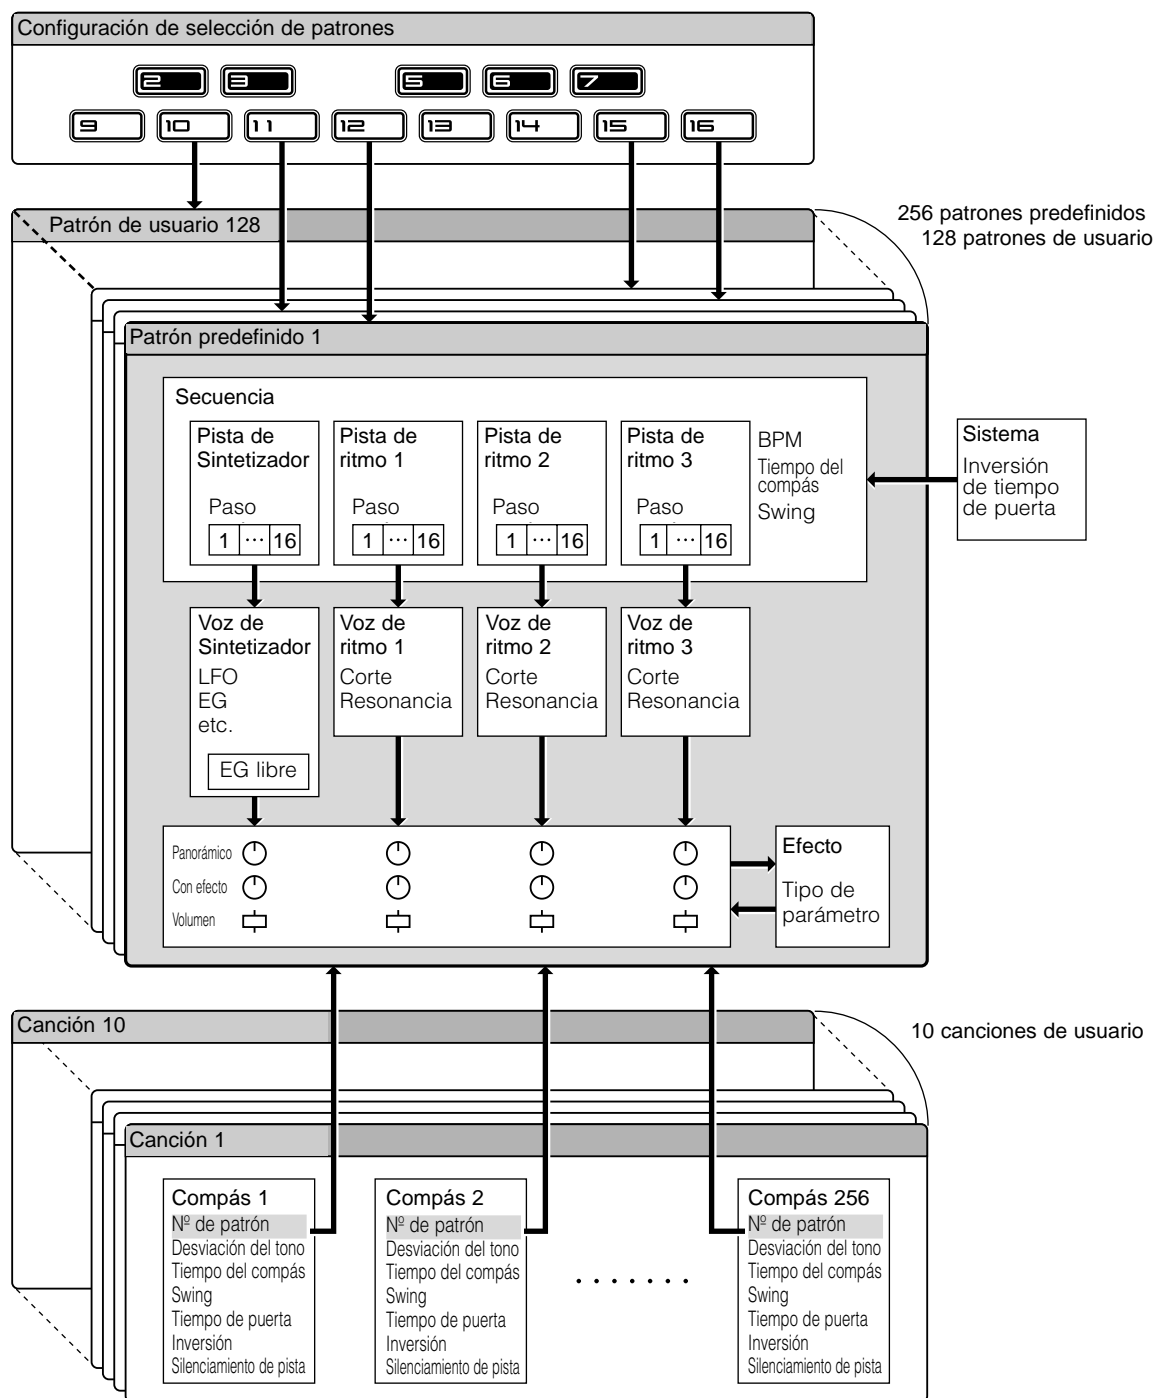 Configuración de selección de patrones
2 3 5 6 7
9 10 11 12 13 14 15 16
Patrón de usuario 128
256 patrones predefinidos
128 patrones de usuario
Patrón predefinido 1
Secuencia
Pista de
Sintetizador
Paso
1 ··· 16
Pista de
ritmo 1
Paso
1 ··· 16
Pista de
ritmo 2
Paso
1 ··· 16
Pista de
ritmo 3
Paso
1 ··· 16
BPM
Tiempo del
compás
Swing
Sistema
Inversión
de tiempo
de puerta
Voz de
Sintetizador
LFO
EG
etc.
EG libre
Voz de
ritmo 1
Corte
Resonancia
Voz de
ritmo 2
Corte
Resonancia
Voz de
ritmo 3
Corte
Resonancia
Panorámico
Con efecto
Volumen
Efecto
Tipo de
parámetro
Canción 10
10 canciones de usuario
Canción 1
Compás 1
Nº de patrón
Desviación del tono
Tiempo del compás
Swing
Tiempo de puerta
Inversión
Silenciamiento de pista
Compás 2
Nº de patrón
Desviación del tono
Tiempo del compás
Swing
Tiempo de puerta
Inversión
Silenciamiento de pista
·······
Compás 256
Nº de patrón
Desviación del tono
Tiempo del compás
Swing
Tiempo de puerta
Inversión
Silenciamiento de pista